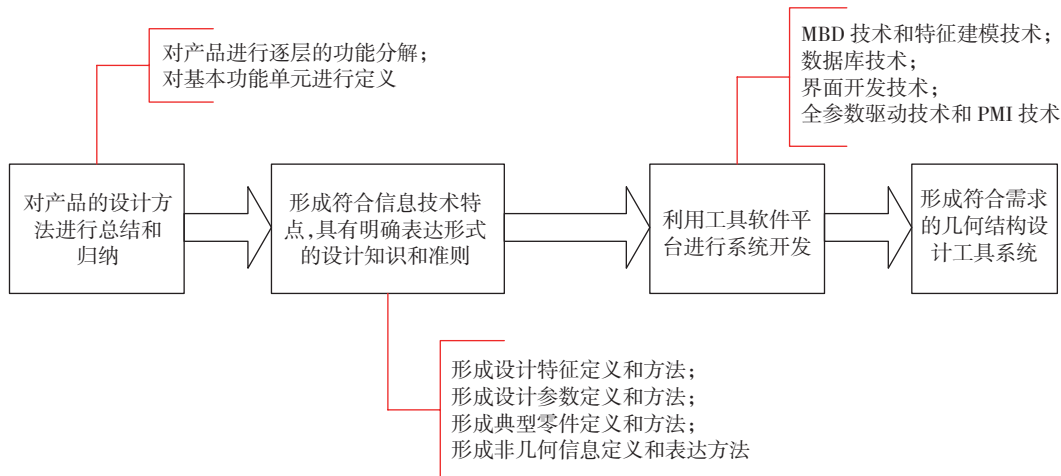 对产品进行逐层的功能分解；
对基本功能单元进行定义
MBD 技术和特征建模技术；
数据库技术；
界面开发技术；
全参数驱动技术和 PMI 技术
对产品的设计方
法进行总结和
归纳
形成符合信息技术特
点,具有明确表达形式
的设计知识和准则
利用工具软件平
台进行系统开发
形成符合需求
的几何结构设
计工具系统
形成设计特征定义和方法；
形成设计参数定义和方法；
形成典型零件定义和方法；
形成非几何信息定义和表达方法